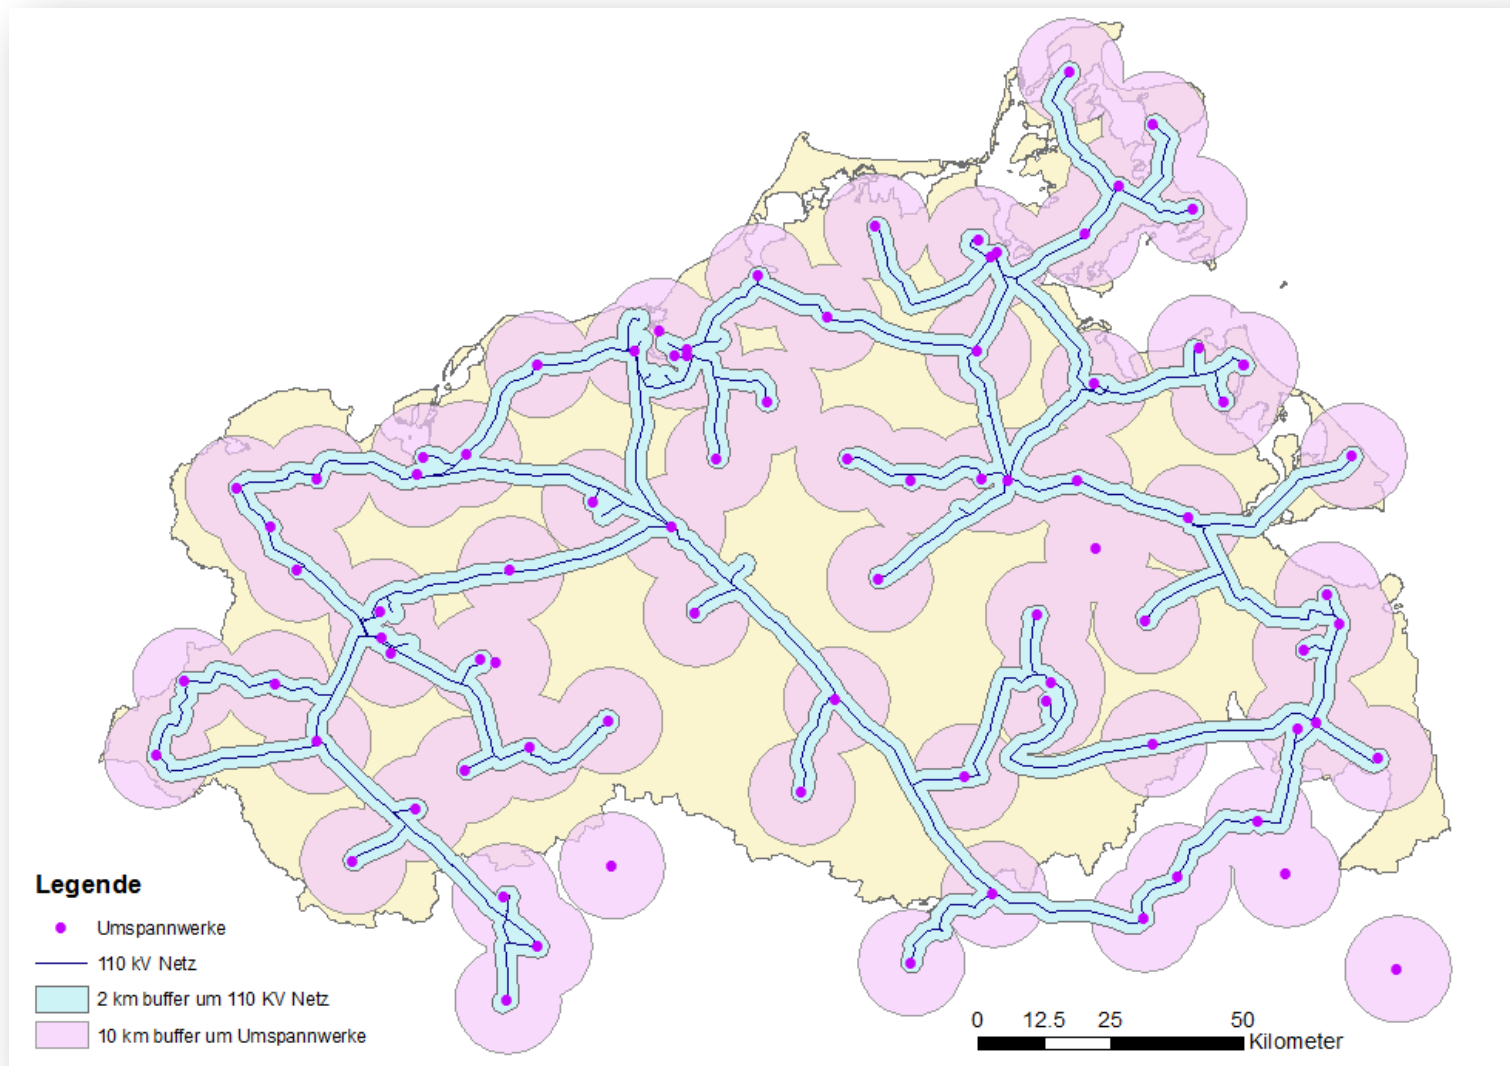 Legende
Umspannwerke
110 kV Netz
2 km buffer um 110 KV Netz
10 km buffer um Umspannwerke
0 12.5 25 50
Kilometer